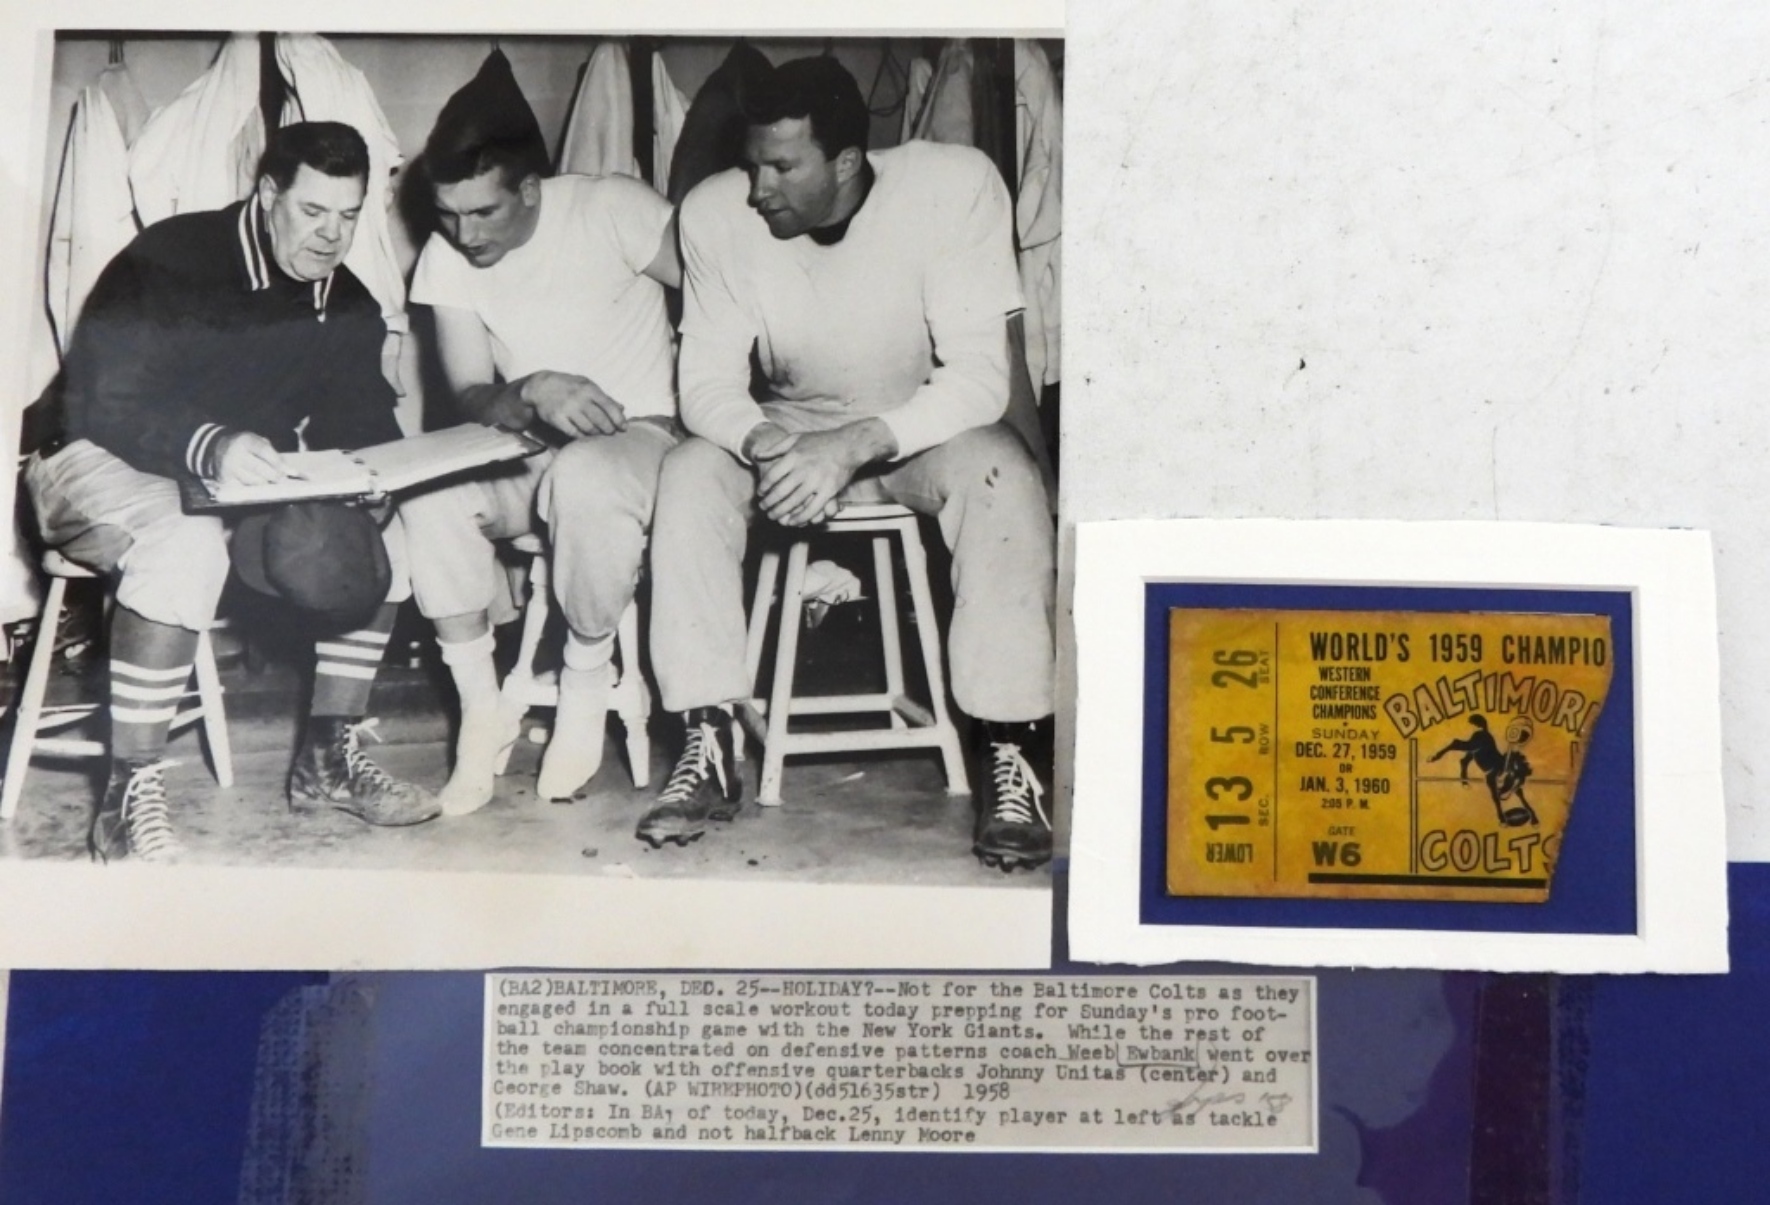 WORLD'S 1959 CHAMPIO
WESTERN
CONFERENCE
CHAMPIONS
SUNDAY
DEC. 27, 1959
OR
JAN. 3, 1960
2:05 P. M.
GATE
W6
BALTIMOR
COLTS
26
SEAT
5
ROW
13
SEC.
LOWER
(BA2)BALTIMORE, DEC. 25--HOLIDAY?--Not for the Baltimore Colts as they
engaged in a full scale workout today prepping for Sunday's pro foot-
ball championship game with the New York Giants. While the rest of
the team concentrated on defensive patterns coach Weeb Ewbank went over
the play book with offensive quarterbacks Johnny Unitas (center) and
George Shaw. (AP WIREPHOTO)(dd51635str) 1958
(Editors: In BA1 of today, Dec.25, identify player at left as tackle
Gene Lipscomb and not halfback Lenny Moore